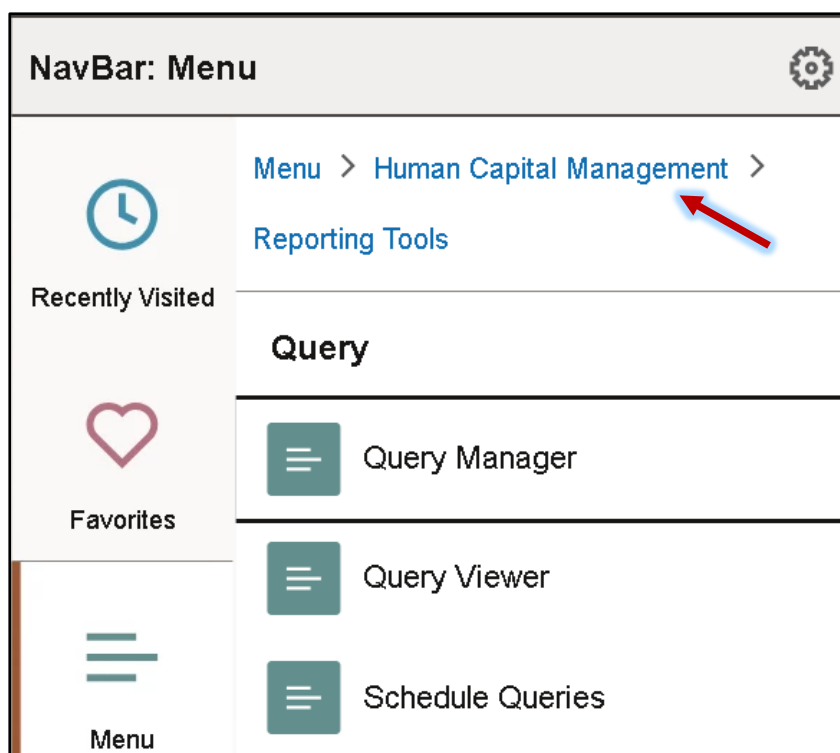 NavBar: Menu
Menu > Human Capital Management >
Reporting Tools
Recently Visited
Query
Query Manager
Favorites
Query Viewer
Schedule Queries
Menu